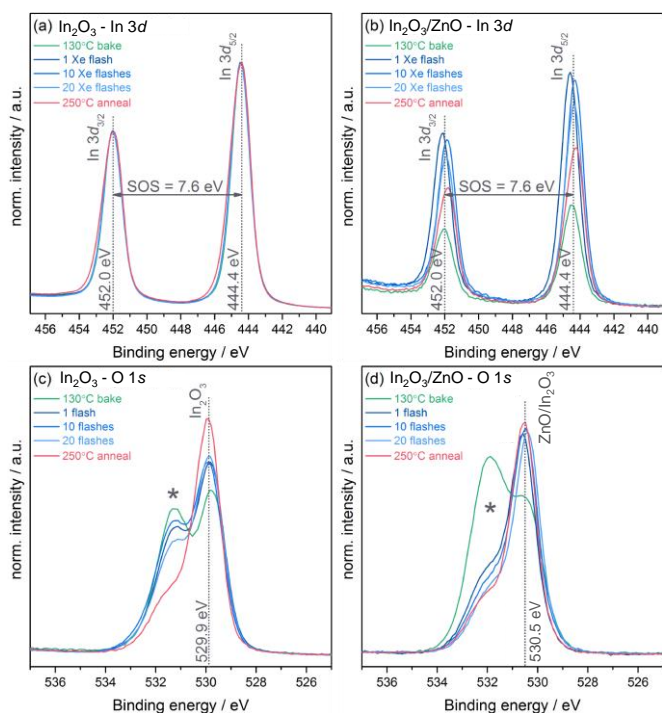 (a) In₂O₃ - In 3d
130°C bake
1 Xe flash
10 Xe flashes
20 Xe flashes
250°C anneal
In 3d₃/₂
In 3d₅/₂
SOS = 7.6 eV
452.0 eV
444.4 eV
norm. intensity / a.u.
456 454 452 450 448 446 444 442 440
Binding energy / eV
(b) In₂O₃/ZnO - In 3d
130°C bake
1 Xe flash
10 Xe flashes
20 Xe flashes
250°C anneal
In 3d₃/₂
In 3d₅/₂
SOS = 7.6 eV
452.0 eV
444.4 eV
norm. intensity / a.u.
456 454 452 450 448 446 444 442 440
Binding energy / eV
(c) In₂O₃ - O 1s
130°C bake
1 flash
10 flashes
20 flashes
250°C anneal
*
In₂O₃
529.9 eV
norm. intensity / a.u.
536 534 532 530 528 526
Binding energy / eV
(d) In₂O₃/ZnO - O 1s
130°C bake
1 flash
10 flashes
20 flashes
250°C anneal
*
ZnO/In₂O₃
530.5 eV
norm. intensity / a.u.
536 534 532 530 528 526
Binding energy / eV